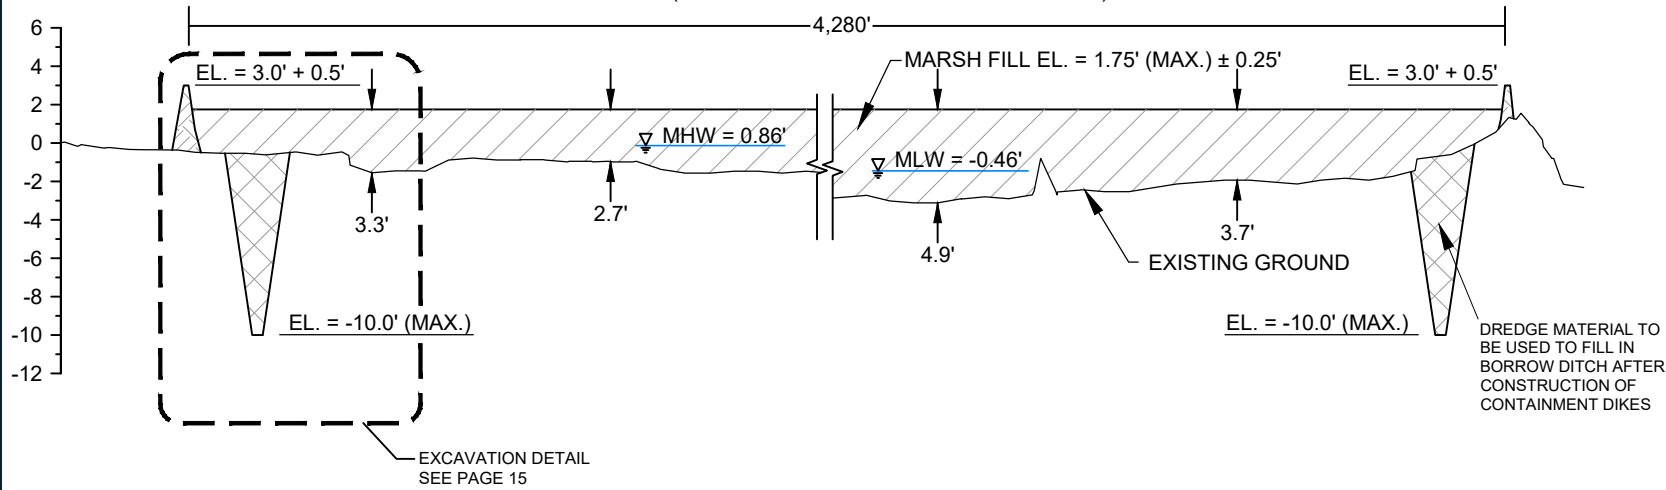 4,280'
6
4
2
0
-2
-4
-6
-8
-10
-12
EL. = 3.0' + 0.5'
MARSH FILL EL. = 1.75' (MAX.) ± 0.25'
EL. = 3.0' + 0.5'
MHW = 0.86'
MLW = -0.46'
3.3'
2.7'
4.9'
3.7'
EXISTING GROUND
EL. = -10.0' (MAX.)
EL. = -10.0' (MAX.)
DREDGE MATERIAL TO
BE USED TO FILL IN
BORROW DITCH AFTER
CONSTRUCTION OF
CONTAINMENT DIKES
EXCAVATION DETAIL
SEE PAGE 15